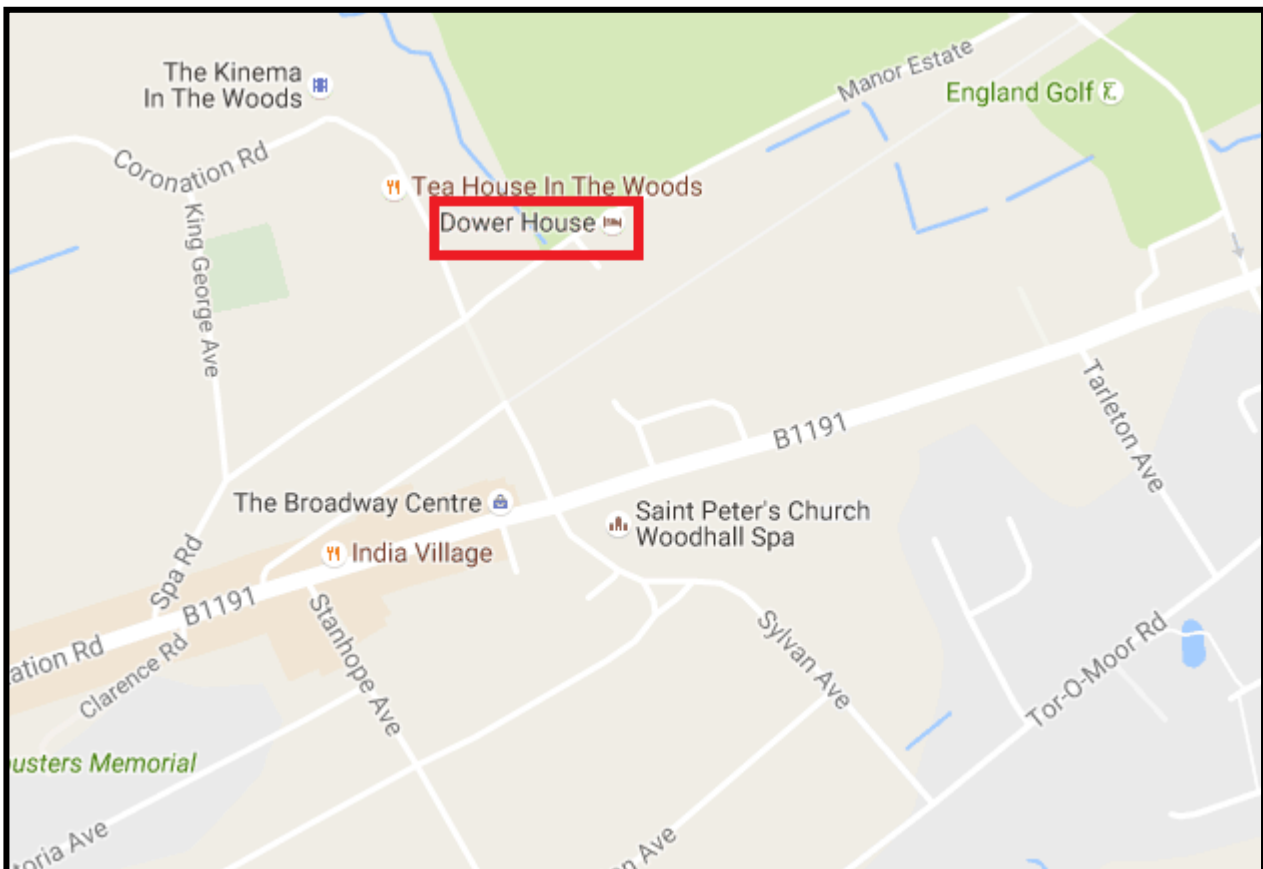 The Kinema
In The Woods
Manor Estate
England Golf
Coronation Rd
Tea House In The Woods
Dower House
King George Ave
B1191
Tarleton Ave
The Broadway Centre
Saint Peter's Church
Woodhall Spa
India Village
Spa Rd
B1191
Stanhope Ave
Sylvan Ave
Tor-O-Moor Rd
ation Rd
Clarence Rd
usters Memorial
toria Ave
n Ave